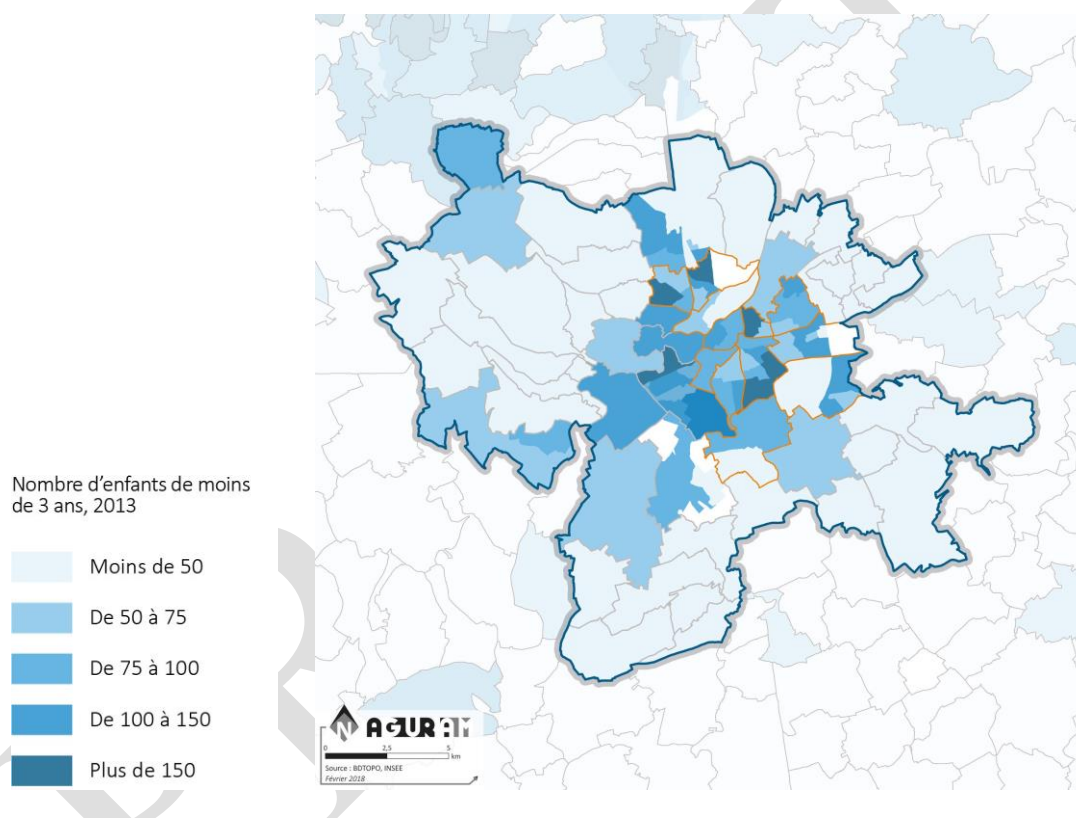 Nombre d'enfants de moins
de 3 ans, 2013
Moins de 50
De 50 à 75
De 75 à 100
De 100 à 150
Plus de 150
N AGURAM
0 2,5 5
km
Source : BDTOPO, INSEE
Février 2018